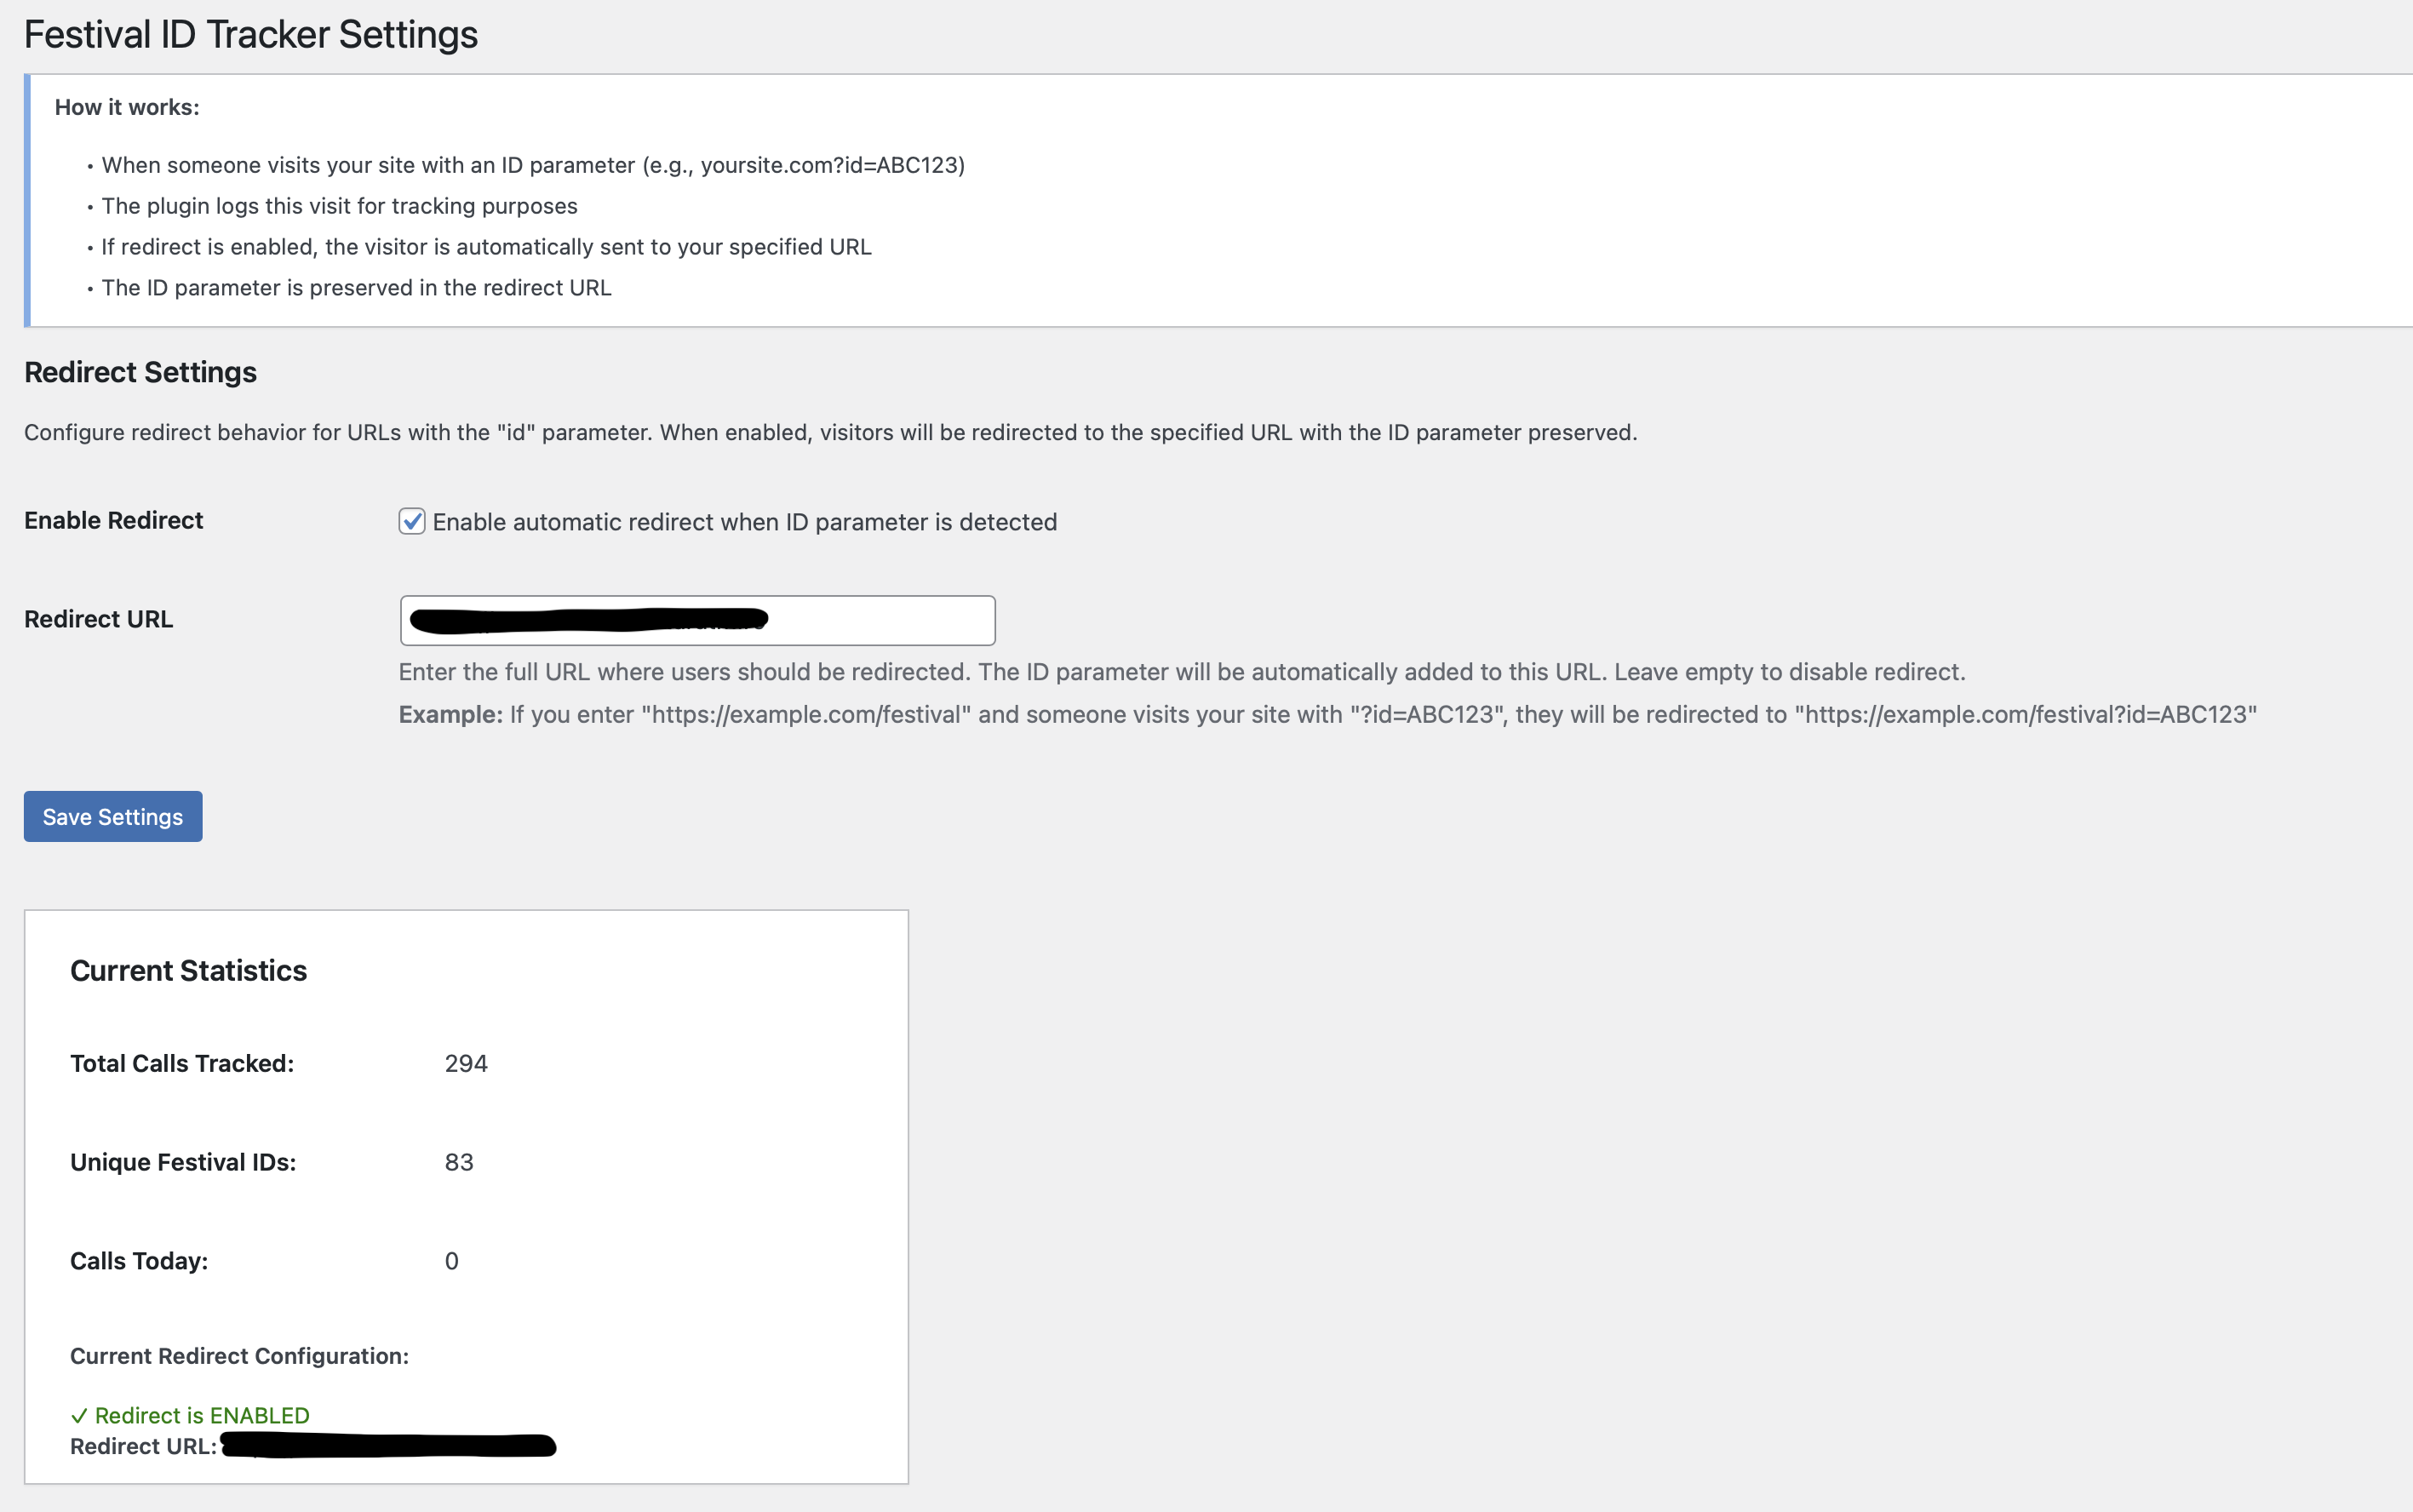 Festival ID Tracker Settings
How it works:
• When someone visits your site with an ID parameter (e.g., yoursite.com?id=ABC123)
• The plugin logs this visit for tracking purposes
• If redirect is enabled, the visitor is automatically sent to your specified URL
• The ID parameter is preserved in the redirect URL
Redirect Settings
Configure redirect behavior for URLs with the "id" parameter. When enabled, visitors will be redirected to the specified URL with the ID parameter preserved.
Enable Redirect
Enable automatic redirect when ID parameter is detected
Redirect URL
Enter the full URL where users should be redirected. The ID parameter will be automatically added to this URL. Leave empty to disable redirect.
Example: If you enter "https://example.com/festival" and someone visits your site with "?id=ABC123", they will be redirected to "https://example.com/festival?id=ABC123"
Save Settings
Current Statistics
Total Calls Tracked: 294
Unique Festival IDs: 83
Calls Today: 0
Current Redirect Configuration:
✓ Redirect is ENABLED
Redirect URL: